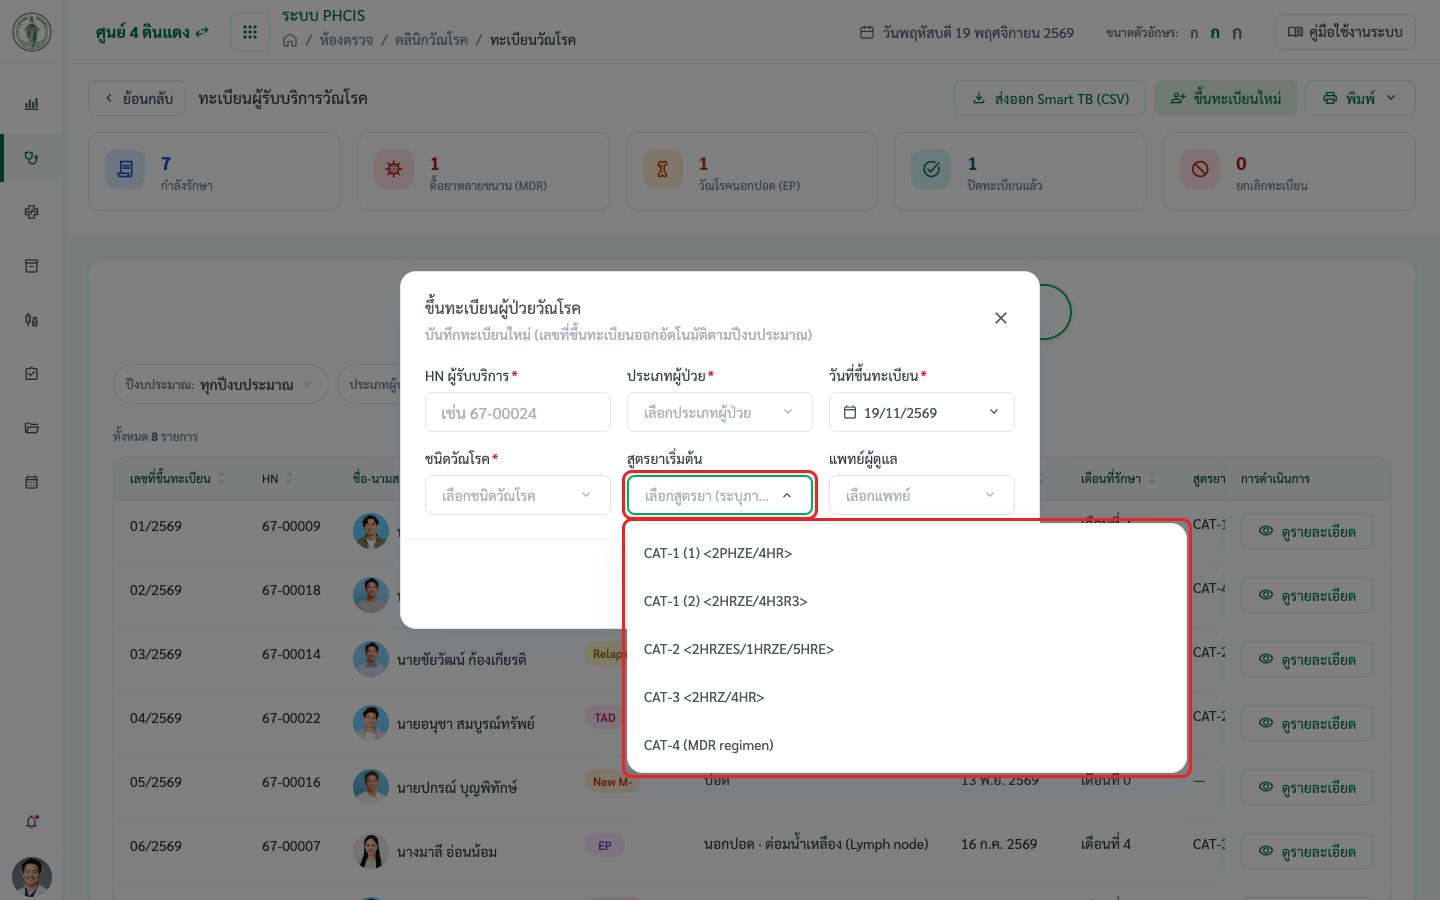 ศูนย์ 4 ดินแดง
ระบบ PHCIS
/ ห้องตรวจ / คลินิกวัณโรค / ทะเบียนวัณโรค
วันพฤหัสบดี 19 พฤศจิกายน 2569
ขนาดตัวอักษร: ก ก ก
คู่มือใช้งานระบบ
ย้อนกลับ
ทะเบียนผู้รับบริการวัณโรค
ส่งออก Smart TB (CSV)
ขึ้นทะเบียนใหม่
พิมพ์
7
กำลังรักษา
1
ดื้อยาหลายขนาน (MDR)
1
วัณโรคนอกปอด (EP)
1
ปิดทะเบียนแล้ว
0
ยกเลิกทะเบียน
ขึ้นทะเบียนผู้ป่วยวัณโรค
บันทึกทะเบียนใหม่ (เลขที่ขึ้นทะเบียนออกอัตโนมัติตามปีงบประมาณ)
HN ผู้รับบริการ*
ประเภทผู้ป่วย*
วันที่ขึ้นทะเบียน*
เช่น 67-00024
เลือกประเภทผู้ป่วย
19/11/2569
ชนิดวัณโรค*
สูตรยาเริ่มต้น
แพทย์ผู้ดูแล
เลือกชนิดวัณโรค
เลือกสูตรยา (ระบุภา...
เลือกแพทย์
CAT-1 (1) <2PHZE/4HR>
CAT-1 (2) <2HRZE/4H3R3>
CAT-2 <2HRZES/1HRZE/5HRE>
CAT-3 <2HRZ/4HR>
CAT-4 (MDR regimen)
ปีงบประมาณ: ทุกปีงบประมาณ
ทั้งหมด 8 รายการ
เลขที่ขึ้นทะเบียน HN เดือนที่รักษา สูตรยา การดำเนินการ
01/2569 67-00009 ดูรายละเอียด
02/2569 67-00018 ดูรายละเอียด
03/2569 67-00014 นายชัยวัฒน์ ก้องเกียรติ ดูรายละเอียด
04/2569 67-00022 นายอนุชา สมบูรณ์ทรัพย์ TAD ดูรายละเอียด
05/2569 67-00016 นายปกรณ์ บุญพิทักษ์ New M- ปอด 13 พ.ย. 2569 เดือนที่ 0 — ดูรายละเอียด
06/2569 67-00007 นางมาลี อ่อนน้อม EP นอกปอด · ต่อมน้ำเหลือง (Lymph node) 16 ก.ค. 2569 เดือนที่ 4 CAT-3 ดูรายละเอียด